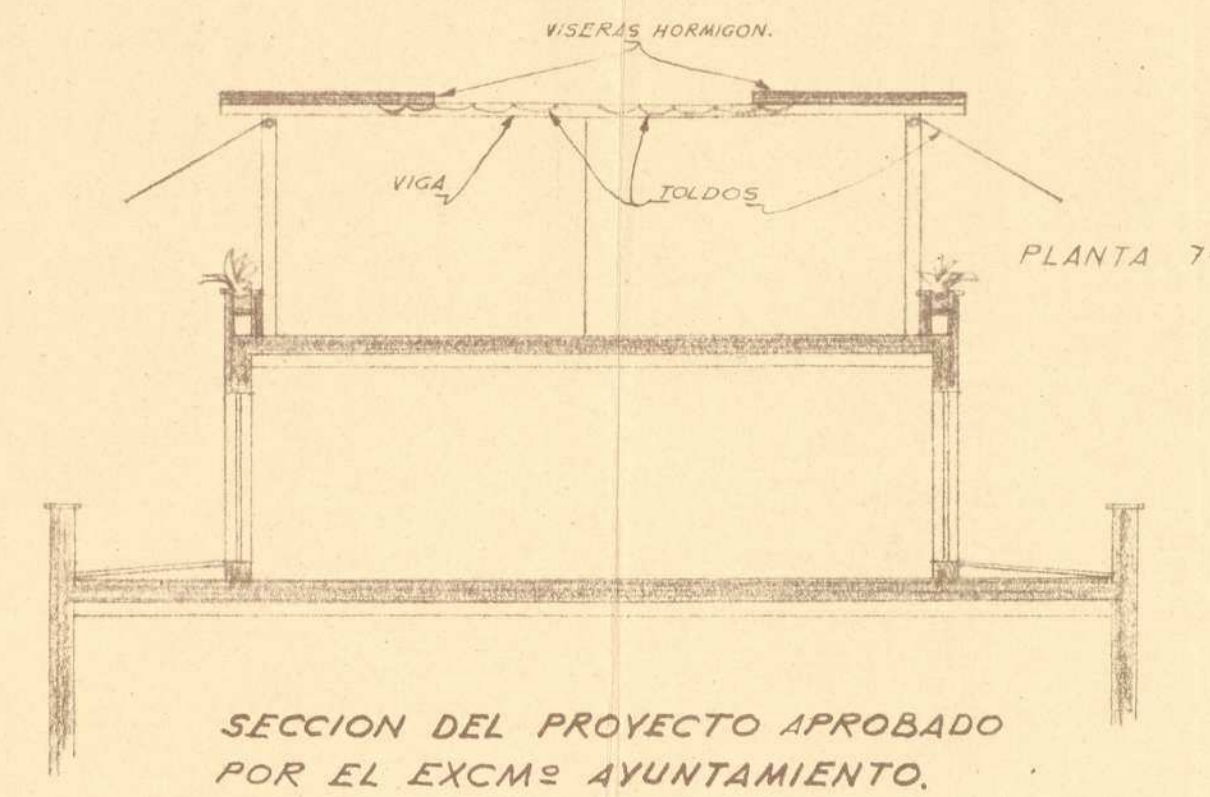 VISERAS HORMIGON.
VIGA
TOLDOS
PLANTA 7
SECCION DEL PROYECTO APROBADO
POR EL EXCMº AYUNTAMIENTO.